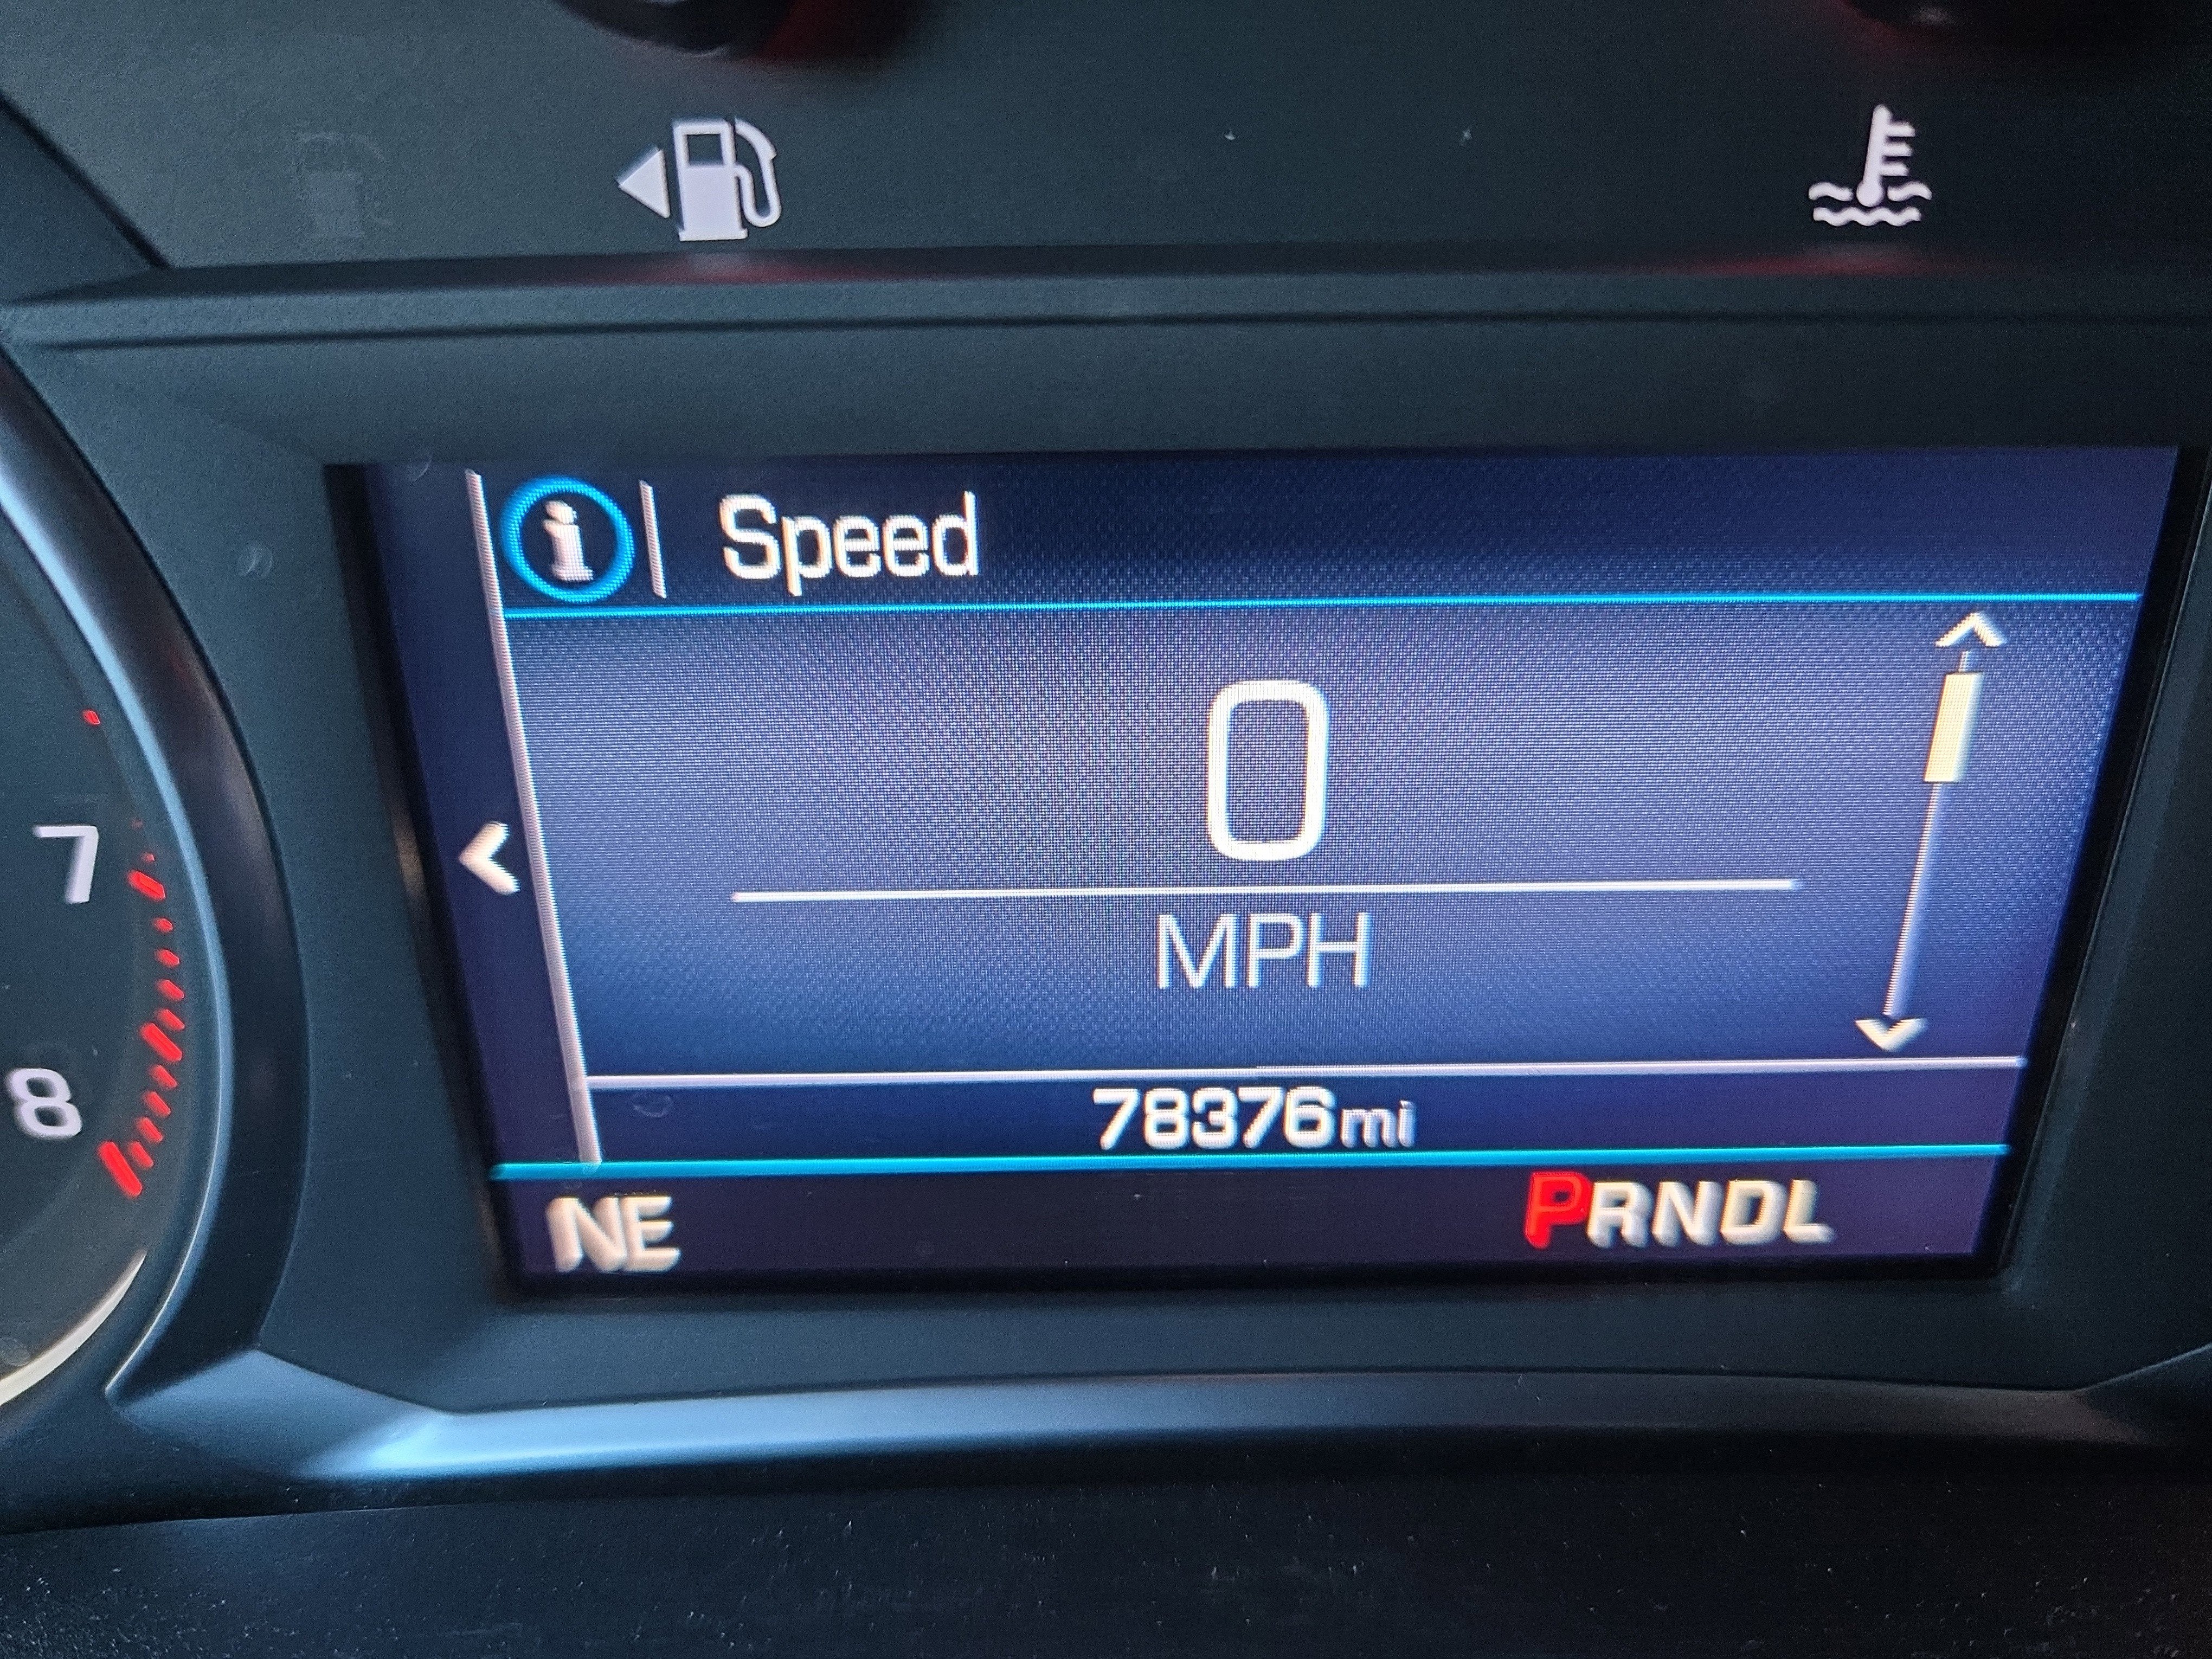 i Speed
0
7
MPH
8
78376mi
NE PRNDL